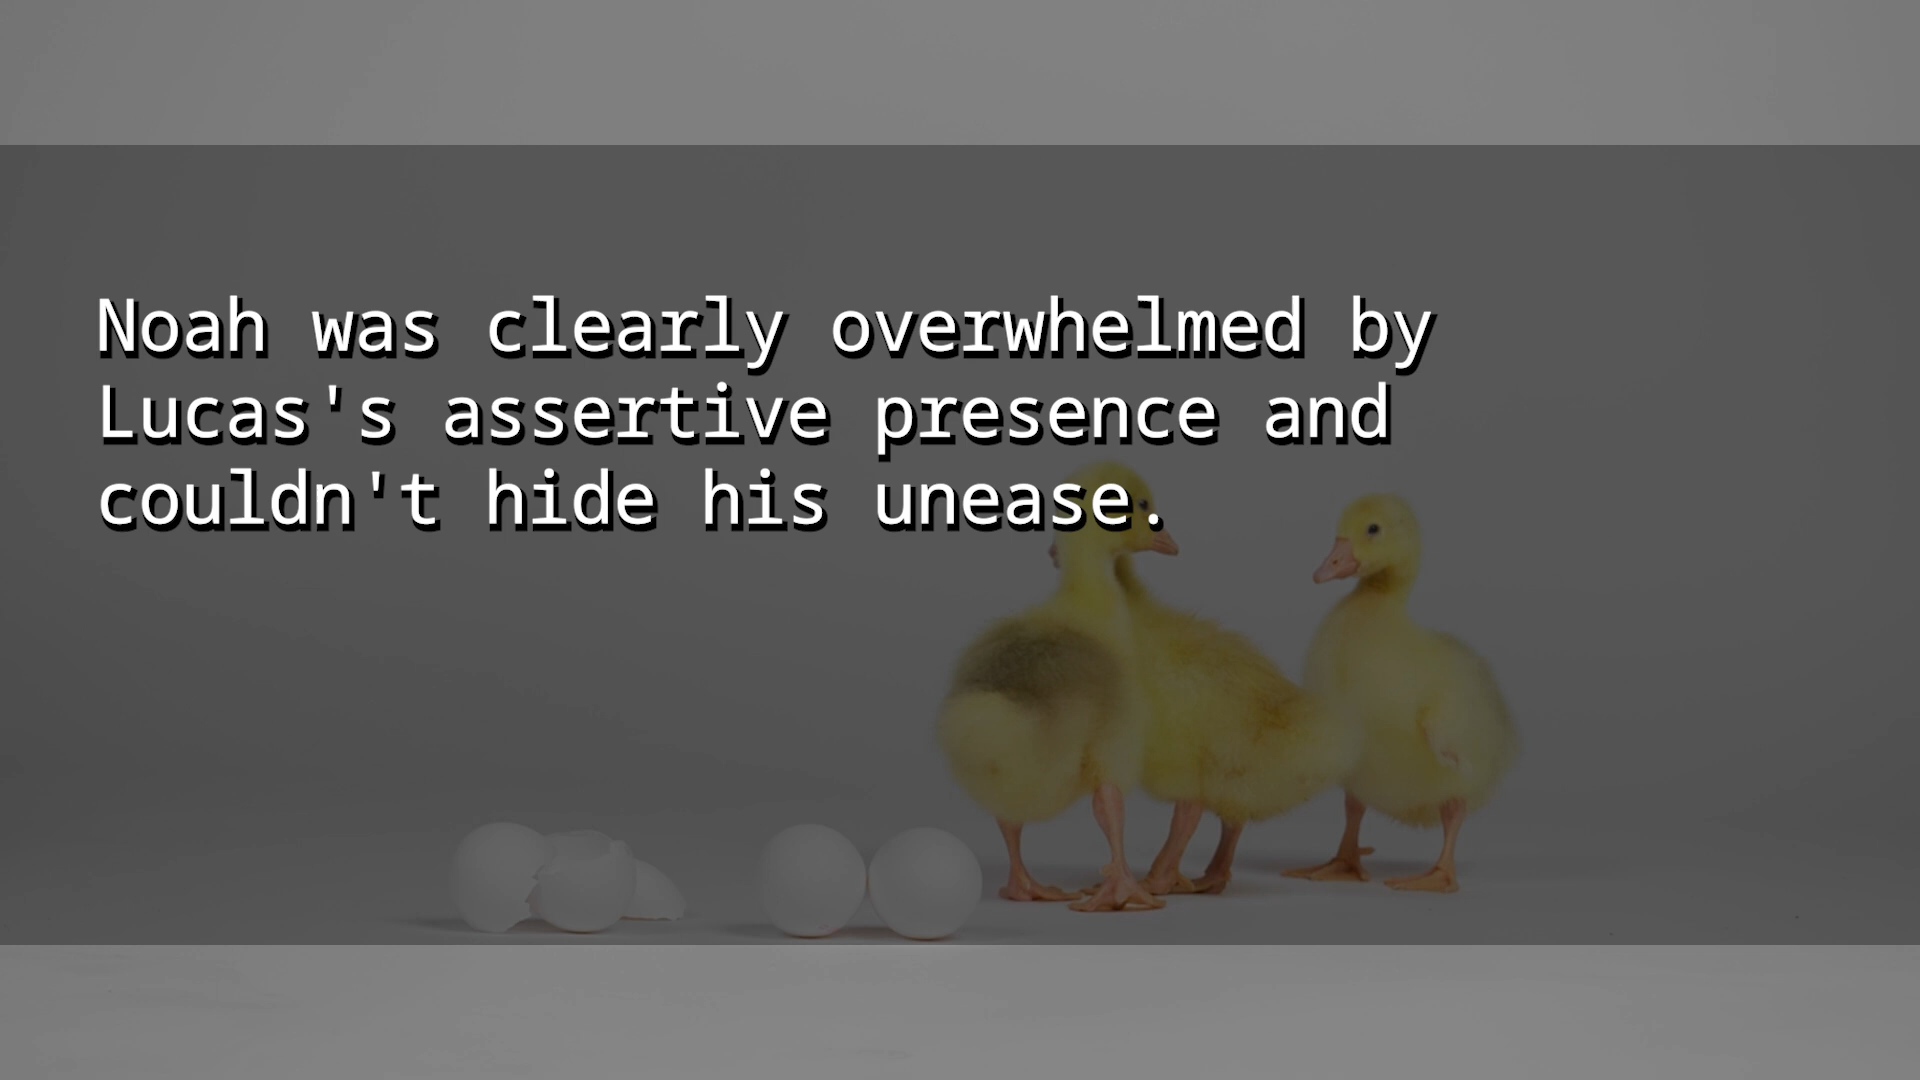 Noah was clearly overwhelmed by
Lucas's assertive presence and
couldn't hide his unease.